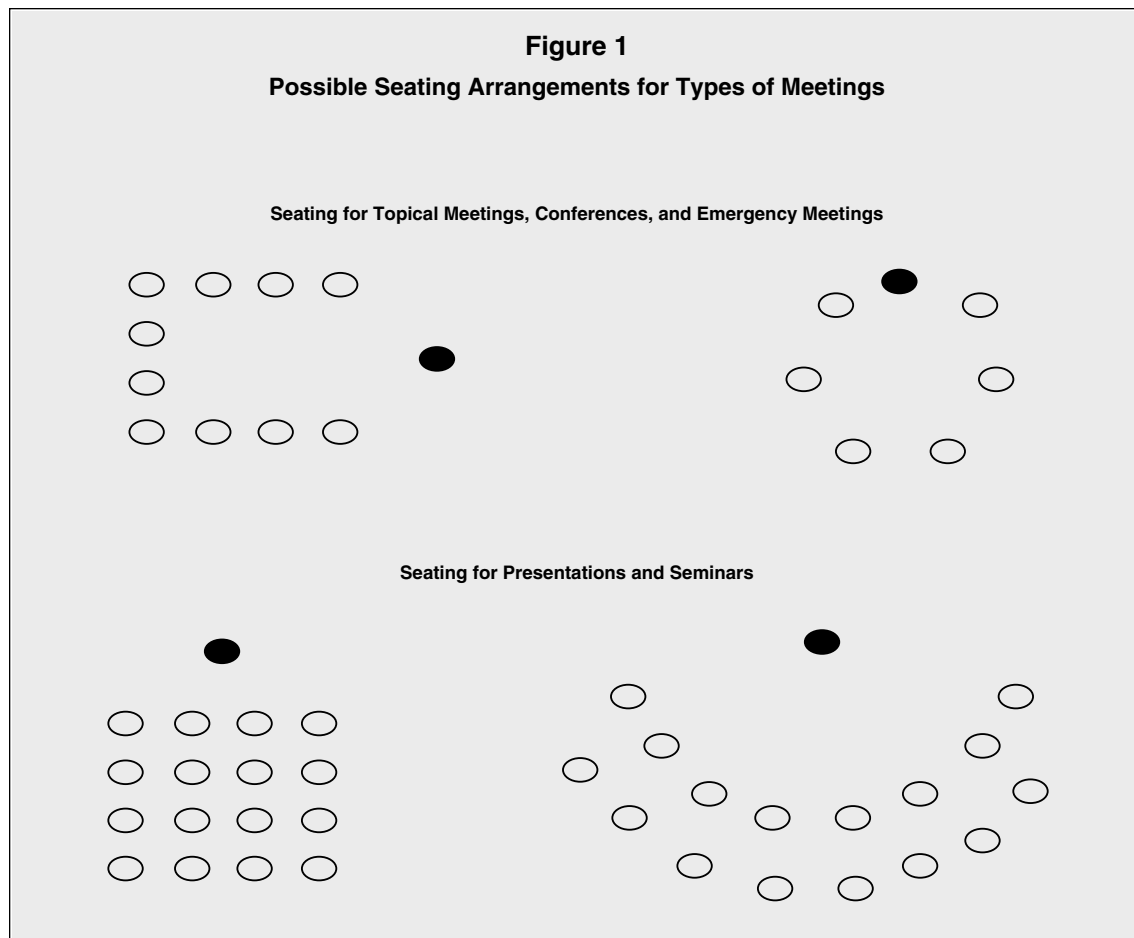 Figure 1
Possible Seating Arrangements for Types of Meetings
Seating for Topical Meetings, Conferences, and Emergency Meetings
Seating for Presentations and Seminars